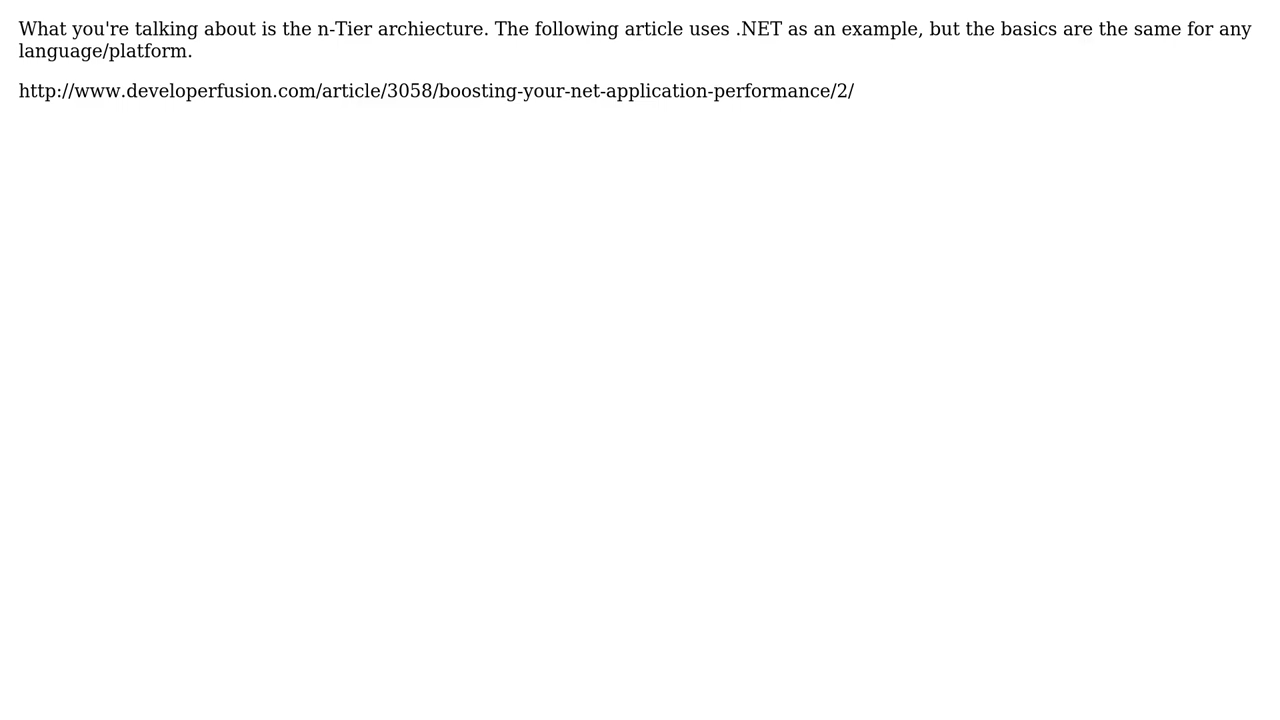 What you're talking about is the n-Tier archiecture. The following article uses .NET as an example, but the basics are the same for any
language/platform.
http://www.developerfusion.com/article/3058/boosting-your-net-application-performance/2/